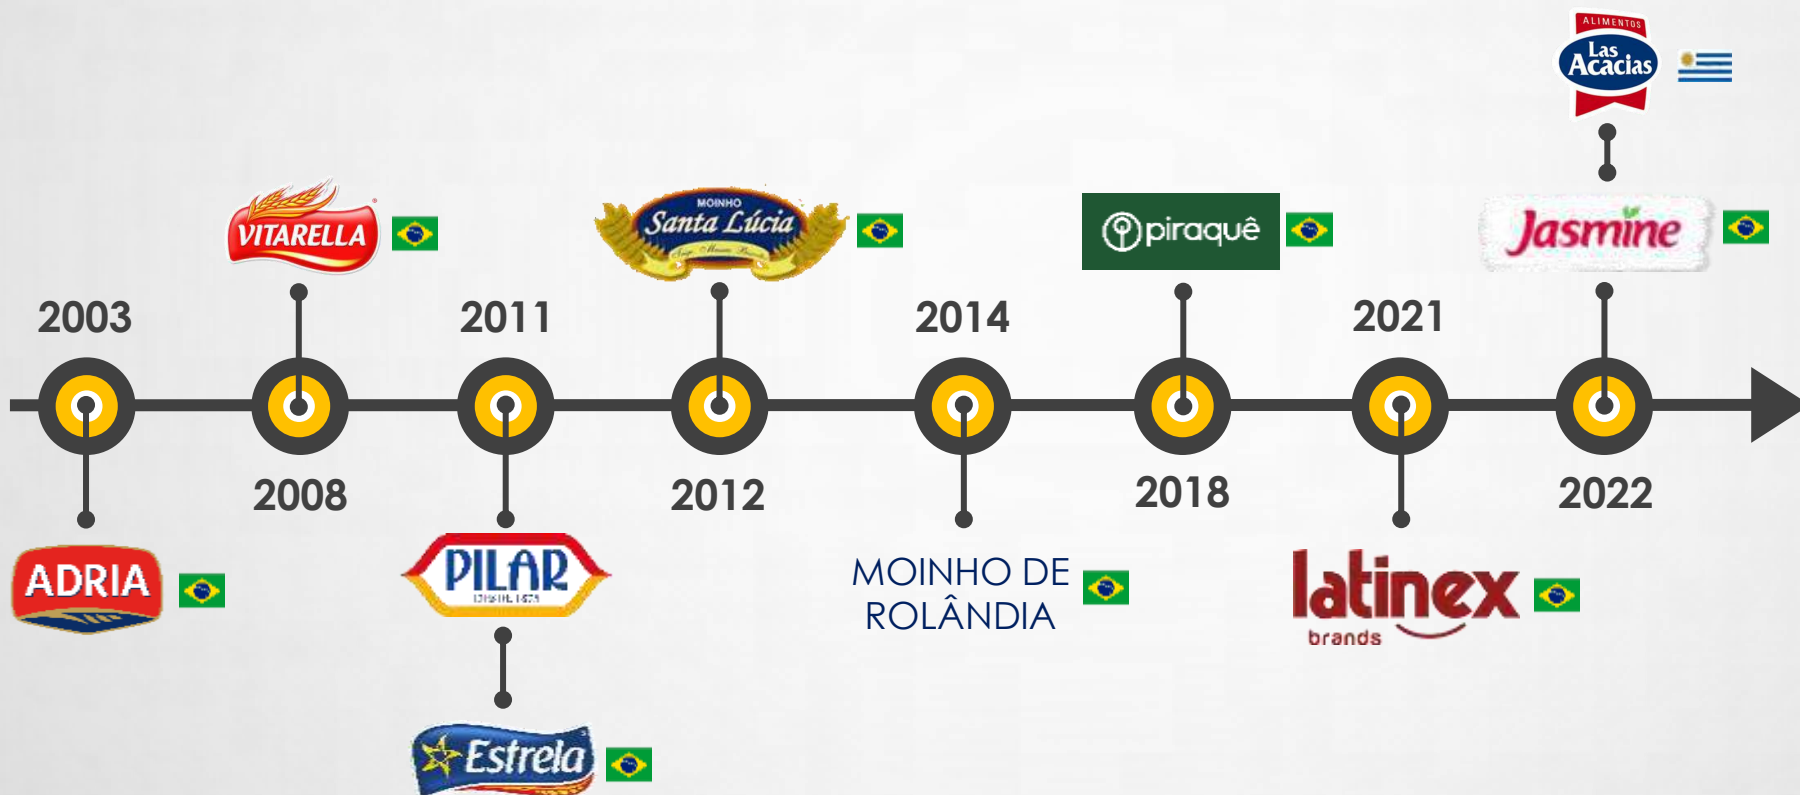 ALIMENTOS
Las
Acacias
VITARELLA
MOINHO
Santa Lúcia
piraquê
Jasmine
2003
2011
2014
2021
2008
2012
2018
2022
ADRIA
PILAR
MOINHO DE
ROLÂNDIA
latinex
brands
Estrela